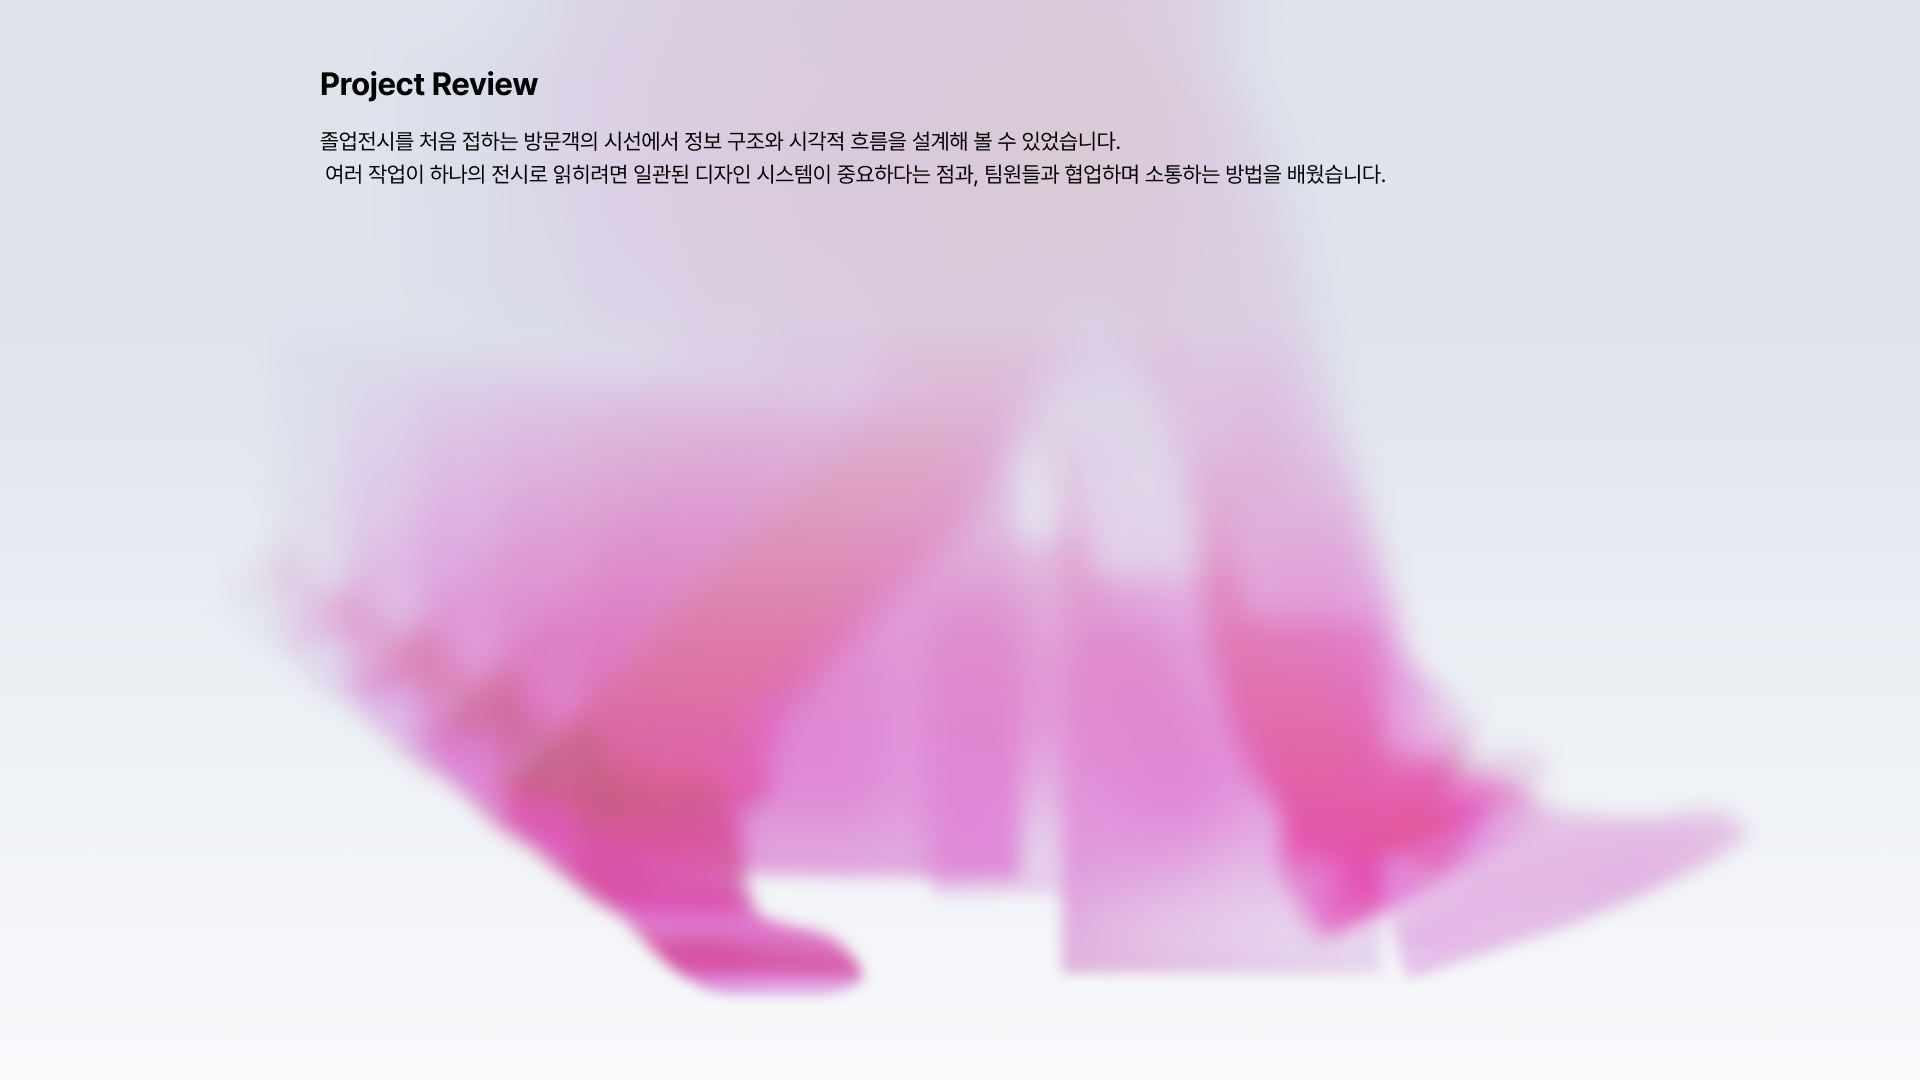 Project Review
졸업전시를 처음 접하는 방문객의 시선에서 정보 구조와 시각적 흐름을 설계해 볼 수 있었습니다.
여러 작업이 하나의 전시로 읽히려면 일관된 디자인 시스템이 중요하다는 점과, 팀원들과 협업하며 소통하는 방법을 배웠습니다.